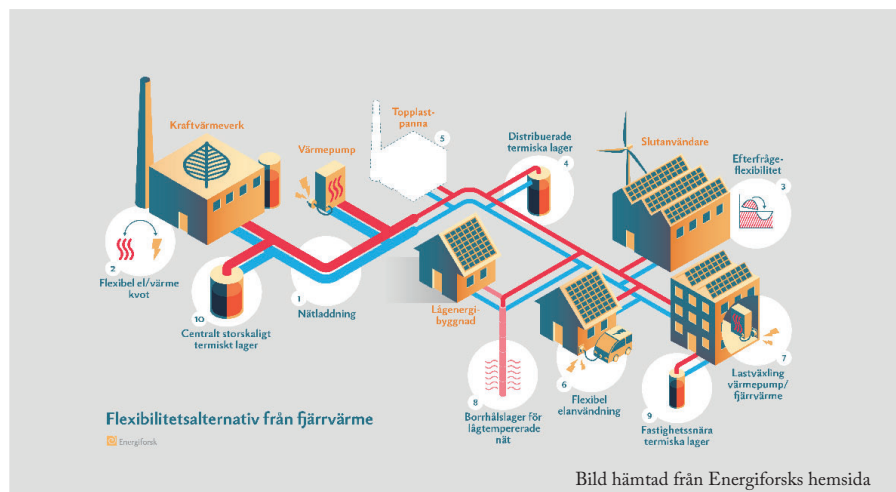 Kraftvärmeverk
Värmepump
Topplast-
panna
5
Distribuerade
termiska lager
4
Slutanvändare
Efterfråge-
flexibilitet
3
2
Flexibel el/värme
kvot
10
Centralt storskaligt
termiskt lager
1
Nätladdning
Lågenergi-
byggnad
8
Borrhålslager för
lågtempererade
nät
6
Flexibel
elanvändning
7
Lastväxling
värmepump/
fjärrvärme
9
Fastighetsnära
termiska lager
Flexibilitetsalternativ från fjärrvärme
Energiforsk
Bild hämtad från Energiforsks hemsida